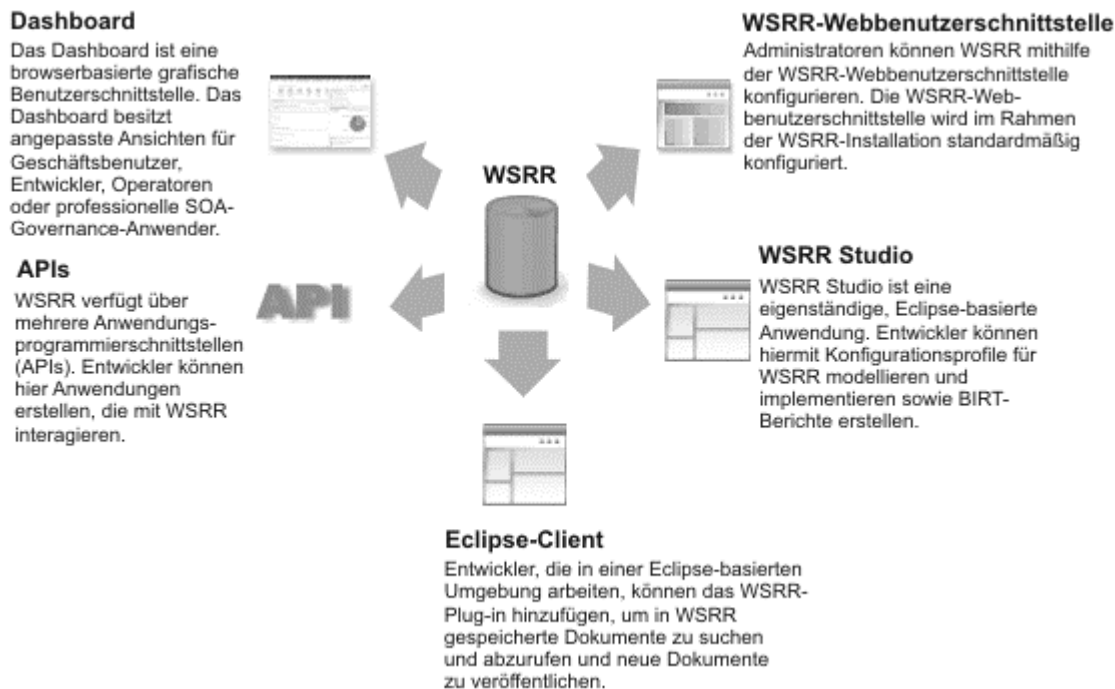 Dashboard
Das Dashboard ist eine
browserbasierte grafische
Benutzerschnittstelle. Das
Dashboard besitzt
angepasste Ansichten für
Geschäftsbenutzer,
Entwickler, Operatoren
oder professionelle SOA-
Governance-Anwender.
WSRR-Webbenutzerschnittstelle
Administratoren können WSRR mithilfe
der WSRR-Webbenutzerschnittstelle
konfigurieren. Die WSRR-Web-
benutzerschnittstelle wird im Rahmen
der WSRR-Installation standardmäßig
konfiguriert.
WSRR
APIs
WSRR verfügt über
mehrere Anwendungs-
programmierschnittstellen
(APIs). Entwickler können
hier Anwendungen
erstellen, die mit WSRR
interagieren.
API
WSRR Studio
WSRR Studio ist eine
eigenständige, Eclipse-basierte
Anwendung. Entwickler können
hiermit Konfigurationsprofile für
WSRR modellieren und
implementieren sowie BIRT-
Berichte erstellen.
Eclipse-Client
Entwickler, die in einer Eclipse-basierten
Umgebung arbeiten, können das WSRR-
Plug-in hinzufügen, um in WSRR
gespeicherte Dokumente zu suchen
und abzurufen und neue Dokumente
zu veröffentlichen.